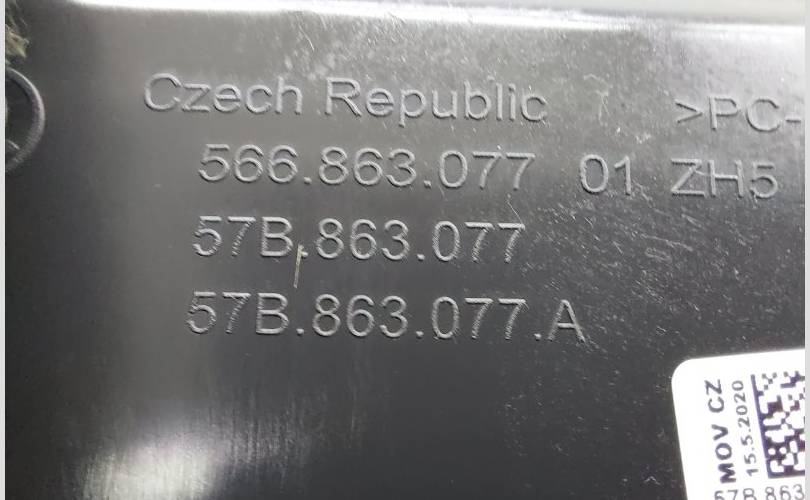 Czech Republic >PC-
566.863.077 01 ZH5
57B.863.077
57B.863.077.A
MOV CZ
15.5.2020
57B 863